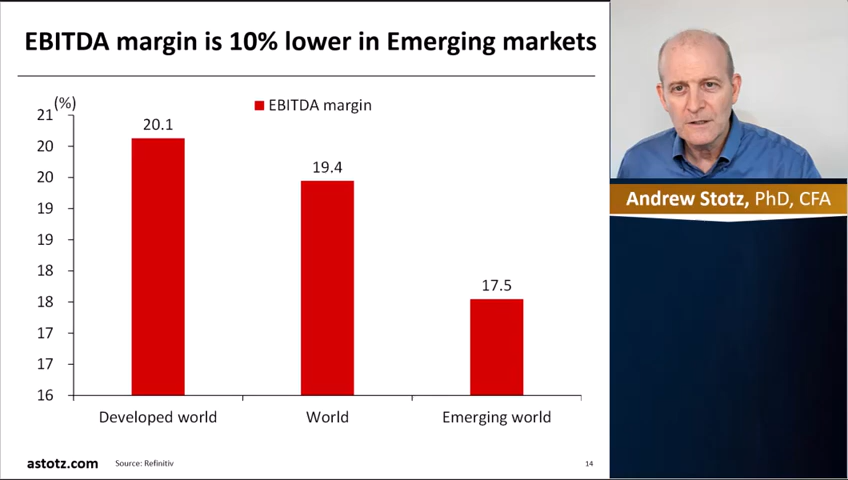 EBITDA margin is 10% lower in Emerging markets
(%)
EBITDA margin
21
20
20
19
19
18
18
17
17
16
20.1
19.4
17.5
Developed world
World
Emerging world
astotz.com
Source: Refinitiv
14
Andrew Stotz, PhD, CFA